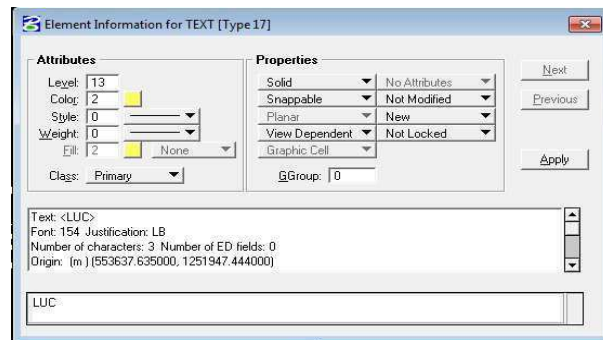 Element Information for TEXT [Type 17]
Attributes
Level: 13
Color: 2
Style: 0
Weight: 0
Fill: 2 None
Class: Primary
Properties
Solid No Attributes
Snappable Not Modified
Planar New
View Dependent Not Locked
Graphic Cell
GGroup: 0
Next
Previous
Apply
Text: <LUC>
Font: 154 Justification: LB
Number of characters: 3 Number of ED fields: 0
Origin: (m ) (553637.635000, 1251947.444000)
LUC